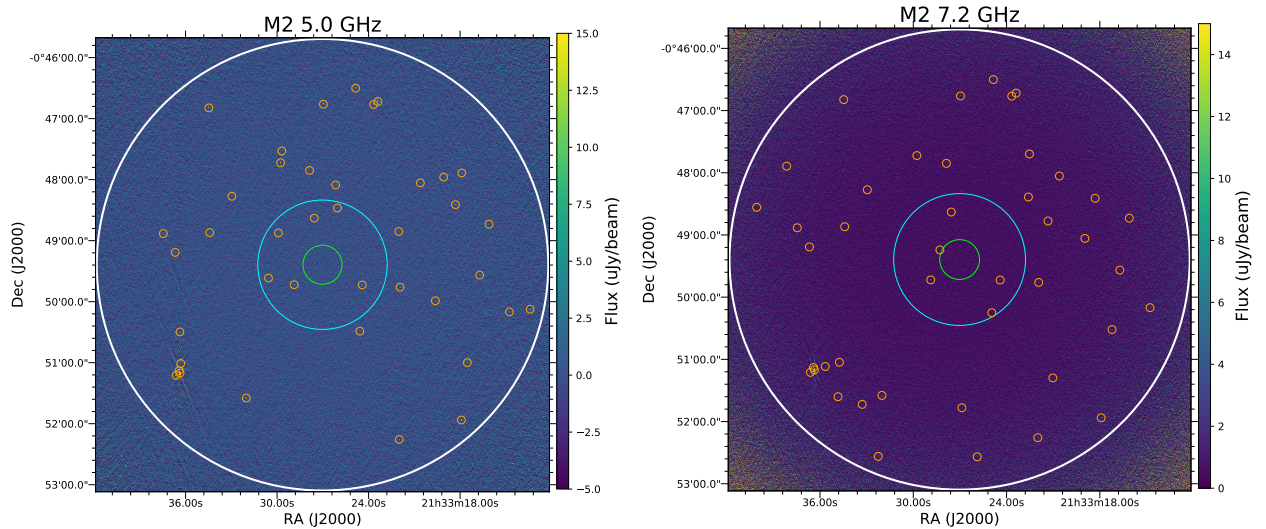 M2 5.0 GHz
-0°46'00.0"
47'00.0"
48'00.0"
49'00.0"
50'00.0"
51'00.0"
52'00.0"
53'00.0"
Dec (J2000)
36.00s
30.00s
24.00s
21h33m18.00s
RA (J2000)
15.0
12.5
10.0
7.5
5.0
2.5
0.0
−2.5
−5.0
Flux (uJy/beam)
M2 7.2 GHz
-0°46'00.0"
47'00.0"
48'00.0"
49'00.0"
50'00.0"
51'00.0"
52'00.0"
53'00.0"
Dec (J2000)
36.00s
30.00s
24.00s
21h33m18.00s
RA (J2000)
14
12
10
8
6
4
2
0
Flux (uJy/beam)